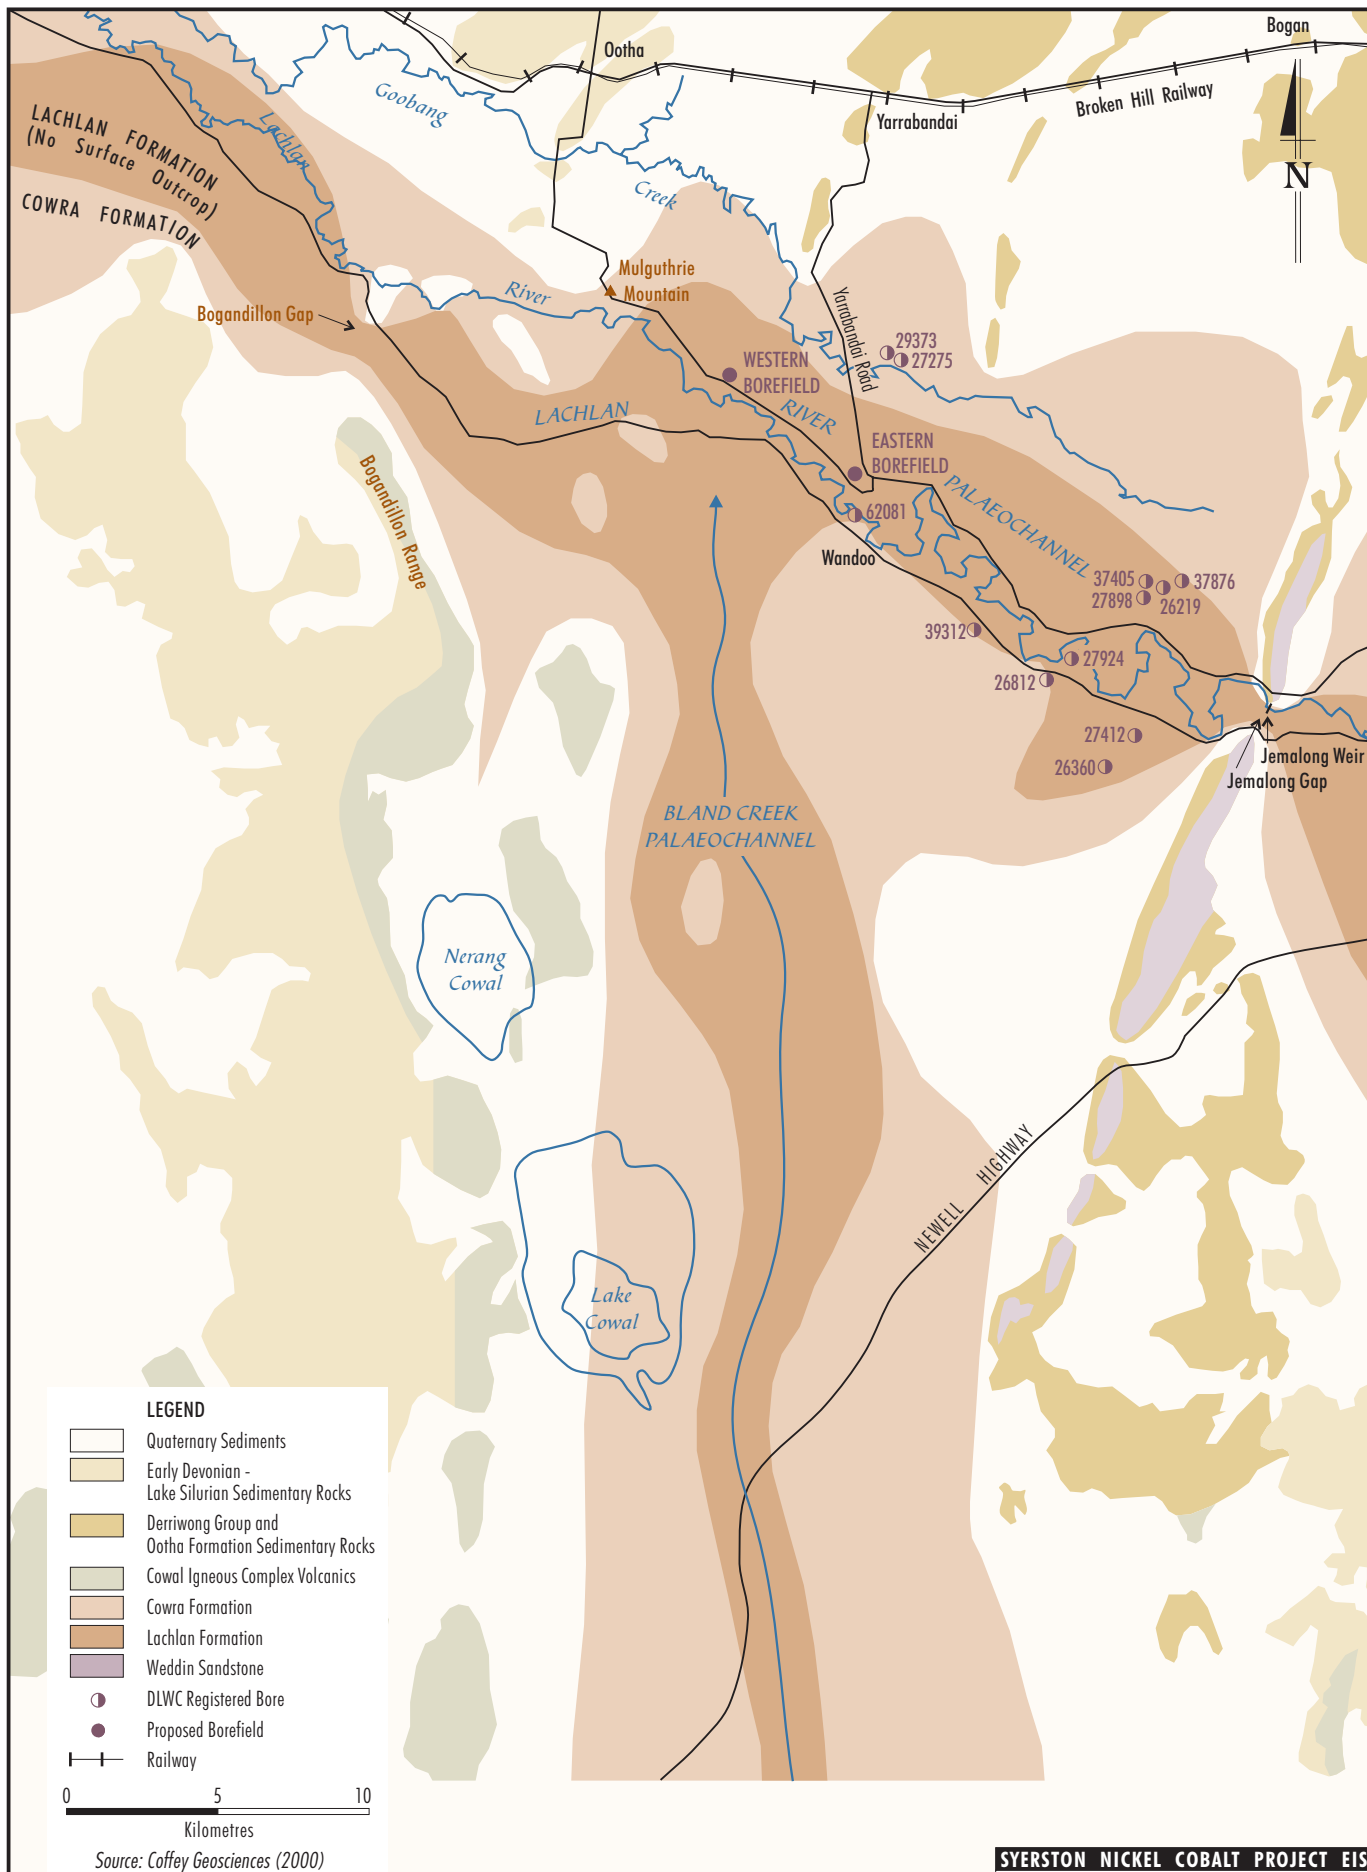 Bogan
Ootha
Goobang
Broken Hill Railway
Yarrabandai
LACHLAN FORMATION
(No Surface Outcrop)
Lachlan
N
Creek
COWRA FORMATION
Mulguthrie
Mountain
River
Bogandillon Gap
Yarrabandai Road
29373
27275
WESTERN
BOREFIELD
LACHLAN
RIVER
EASTERN
BOREFIELD
PALAEOCHANNEL
Bogandillon Range
62081
Wandoo
37405
37876
27898
26219
39312
27924
26812
27412
26360
Jemalong Weir
Jemalong Gap
BLAND CREEK
PALAEOCHANNEL
Nerang
Cowal
NEWELL HIGHWAY
Lake
Cowal
LEGEND
Quaternary Sediments
Early Devonian -
Lake Silurian Sedimentary Rocks
Derriwong Group and
Ootha Formation Sedimentary Rocks
Cowal Igneous Complex Volcanics
Cowra Formation
Lachlan Formation
Weddin Sandstone
DLWC Registered Bore
Proposed Borefield
Railway
0 5 10
Kilometres
Source: Coffey Geosciences (2000)
SYERSTON NICKEL COBALT PROJECT EIS